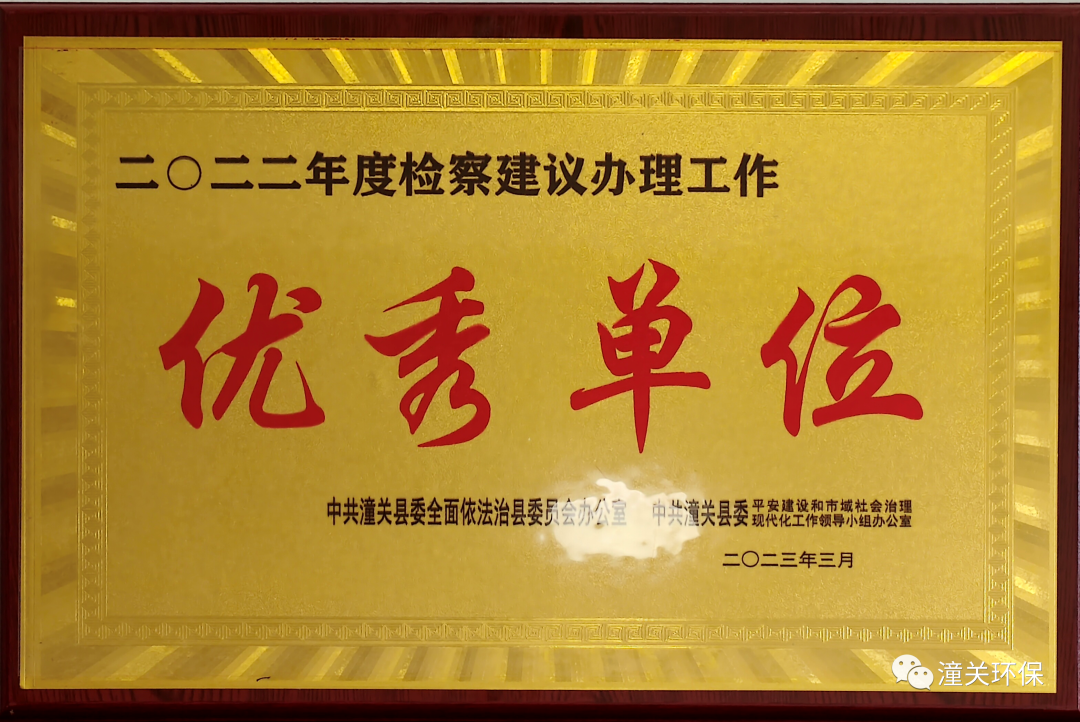 二〇二二年度检察建议办理工作
优秀单位
中共潼关县委全面依法治县委员会办公室 中共潼关县委 平安建设和市域社会治理
现代化工作领导小组办公室
二〇二三年三月
潼关环保